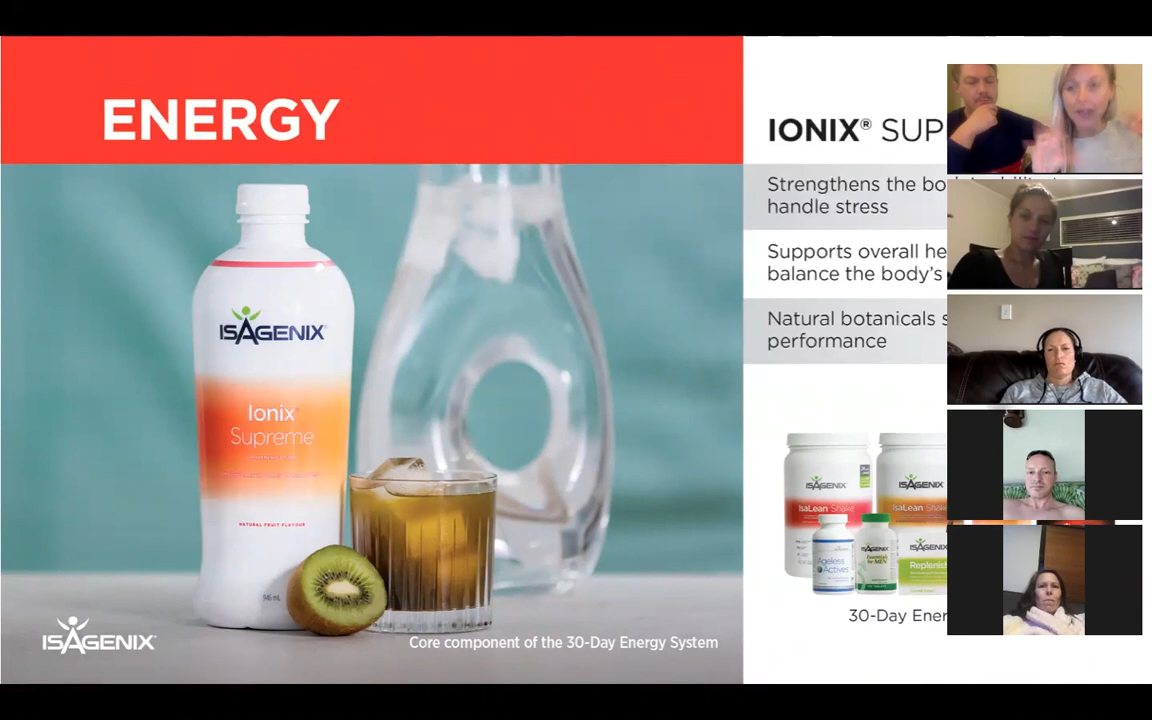 ENERGY
ISAGENIX
Ionix®
Supreme
NATURAL FRUIT FLAVOUR
ISAGENIX®
Core component of the 30-Day Energy System
IONIX® SUP
Strengthens the bo
handle stress
Supports overall he
balance the body's
Natural botanicals s
performance
ISAGENIX
IsaLean Shake
ISAGENIX
IsaLean Shake
Ageless
Actives
ISAGENIX
Essentials
for MEN
ISAGENIX
Replenish
30-Day Ener